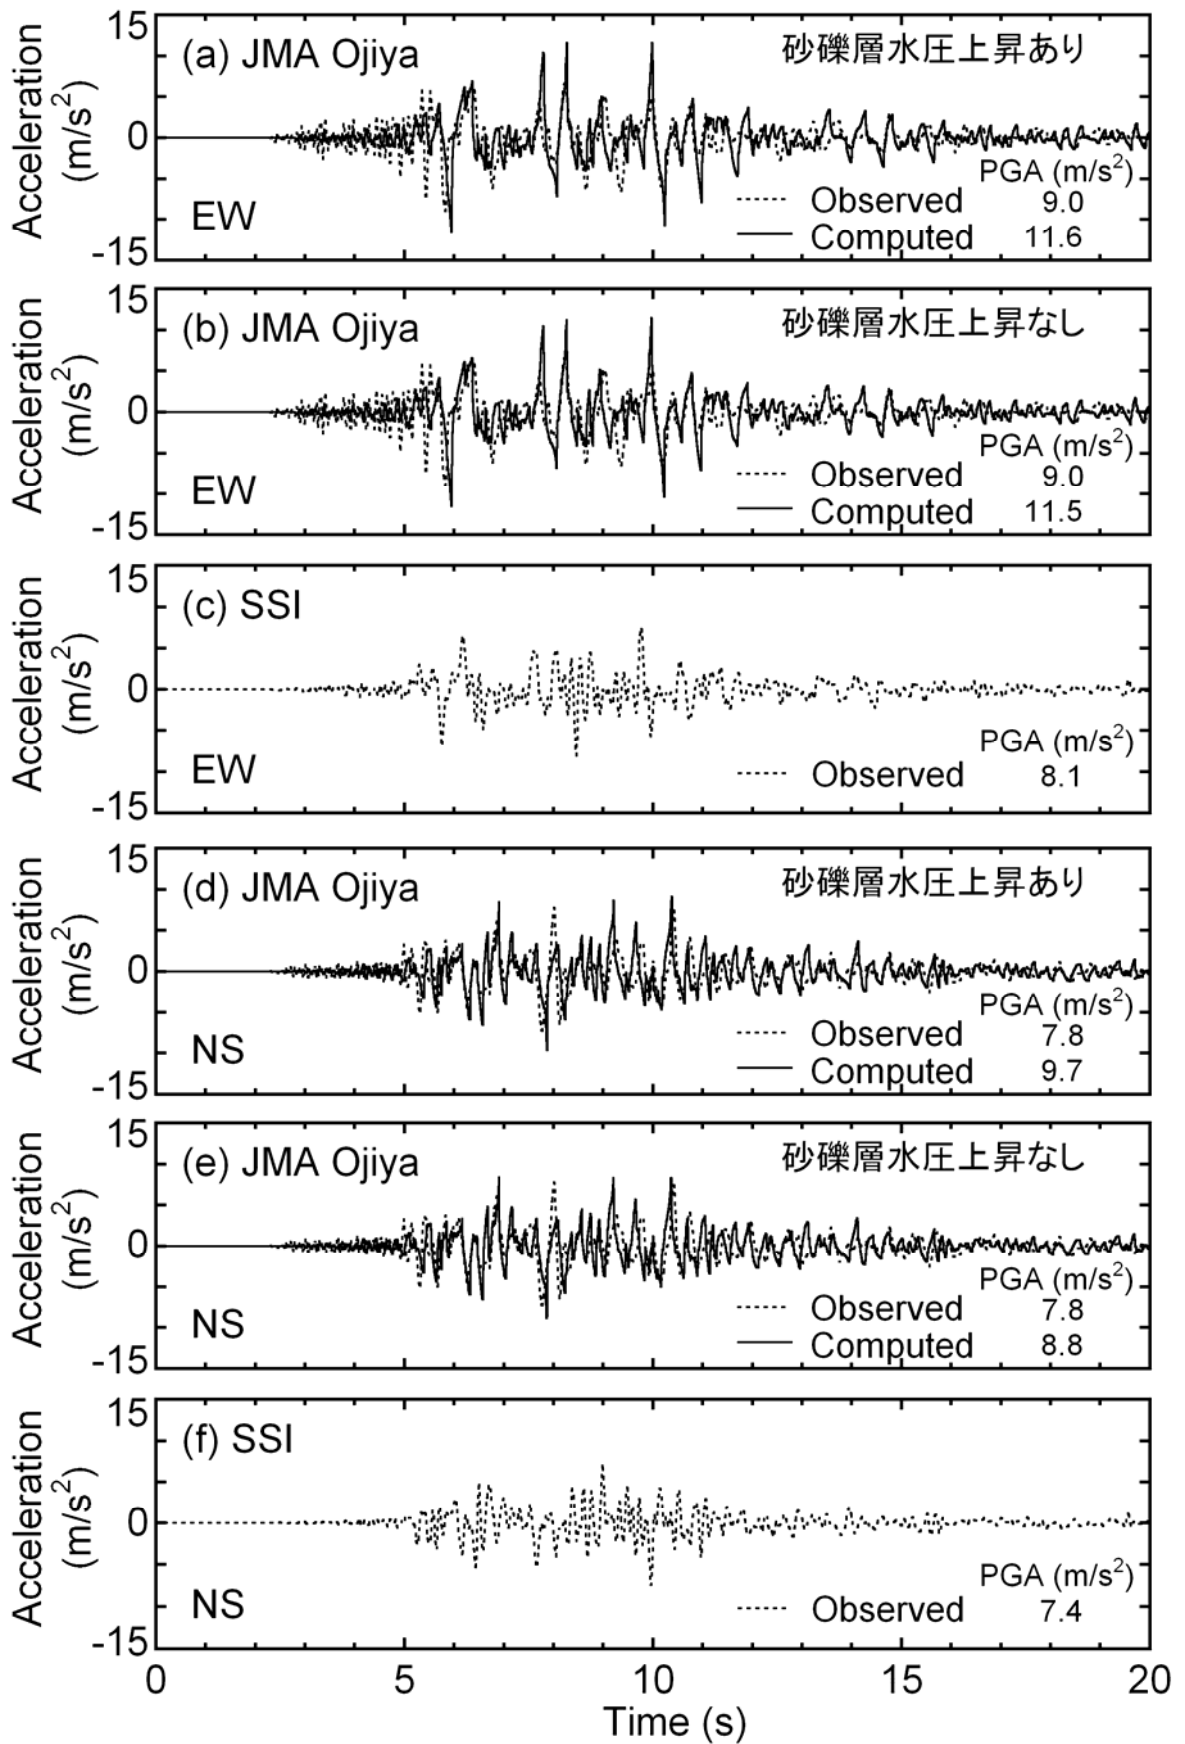 15
(a) JMA Ojiya
砂礫層水圧上昇あり
Acceleration
(m/s²)
0
PGA (m/s²)
Observed 9.0
EW
Computed 11.6
-15
15
(b) JMA Ojiya
砂礫層水圧上昇なし
Acceleration
(m/s²)
0
PGA (m/s²)
Observed 9.0
EW
Computed 11.5
-15
15
(c) SSI
Acceleration
(m/s²)
0
PGA (m/s²)
EW
Observed 8.1
-15
15
(d) JMA Ojiya
砂礫層水圧上昇あり
Acceleration
(m/s²)
0
PGA (m/s²)
Observed 7.8
NS
Computed 9.7
-15
15
(e) JMA Ojiya
砂礫層水圧上昇なし
Acceleration
(m/s²)
0
PGA (m/s²)
Observed 7.8
NS
Computed 8.8
-15
15
(f) SSI
Acceleration
(m/s²)
0
PGA (m/s²)
NS
Observed 7.4
-15
0 5 10 15 20
Time (s)